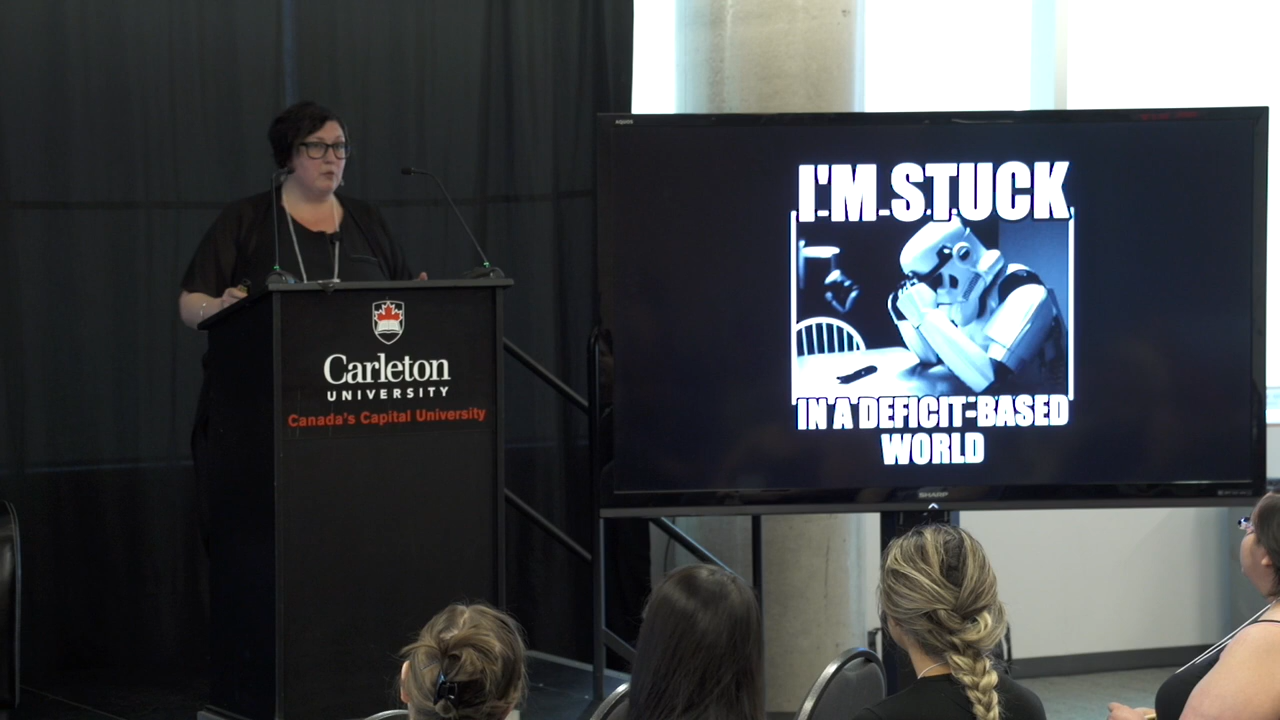 Carleton
UNIVERSITY
Canada's Capital University
I'M STUCK
IN A DEFICIT-BASED
WORLD
SHARP